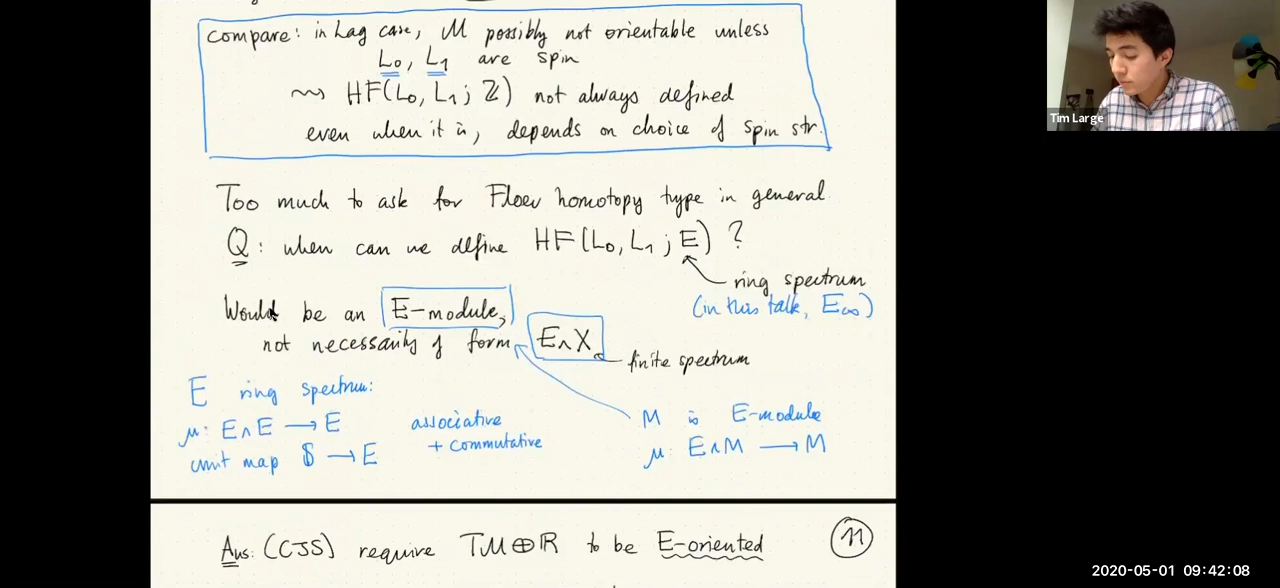 compare: in Lag case, M possibly not orientable unless
L₀, L₁ are spin
⇝ HF(L₀, L₁; ℤ) not always defined
even when it is, depends on choice of spin str.
Too much to ask for Floer homotopy type in general.
Q: when can we define HF(L₀, L₁; E)?
ring spectrum
(in this talk, E∞)
Would be an E-module,
not necessarily of form E∧X
finite spectrum
E ring spectrum:
μ: E∧E → E associative
+ commutative
unit map 𝕊 → E
M is E-module
μ: E∧M → M
Ans: (CJS) require TM⊕ℝ to be E-oriented
11
Tim Large
2020-05-01 09:42:08